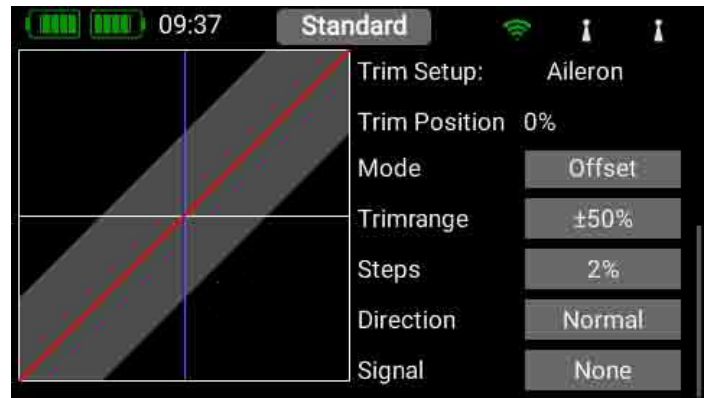 09:37 Standard
Trim Setup: Aileron
Trim Position 0%
Mode Offset
Trimrange ±50%
Steps 2%
Direction Normal
Signal None